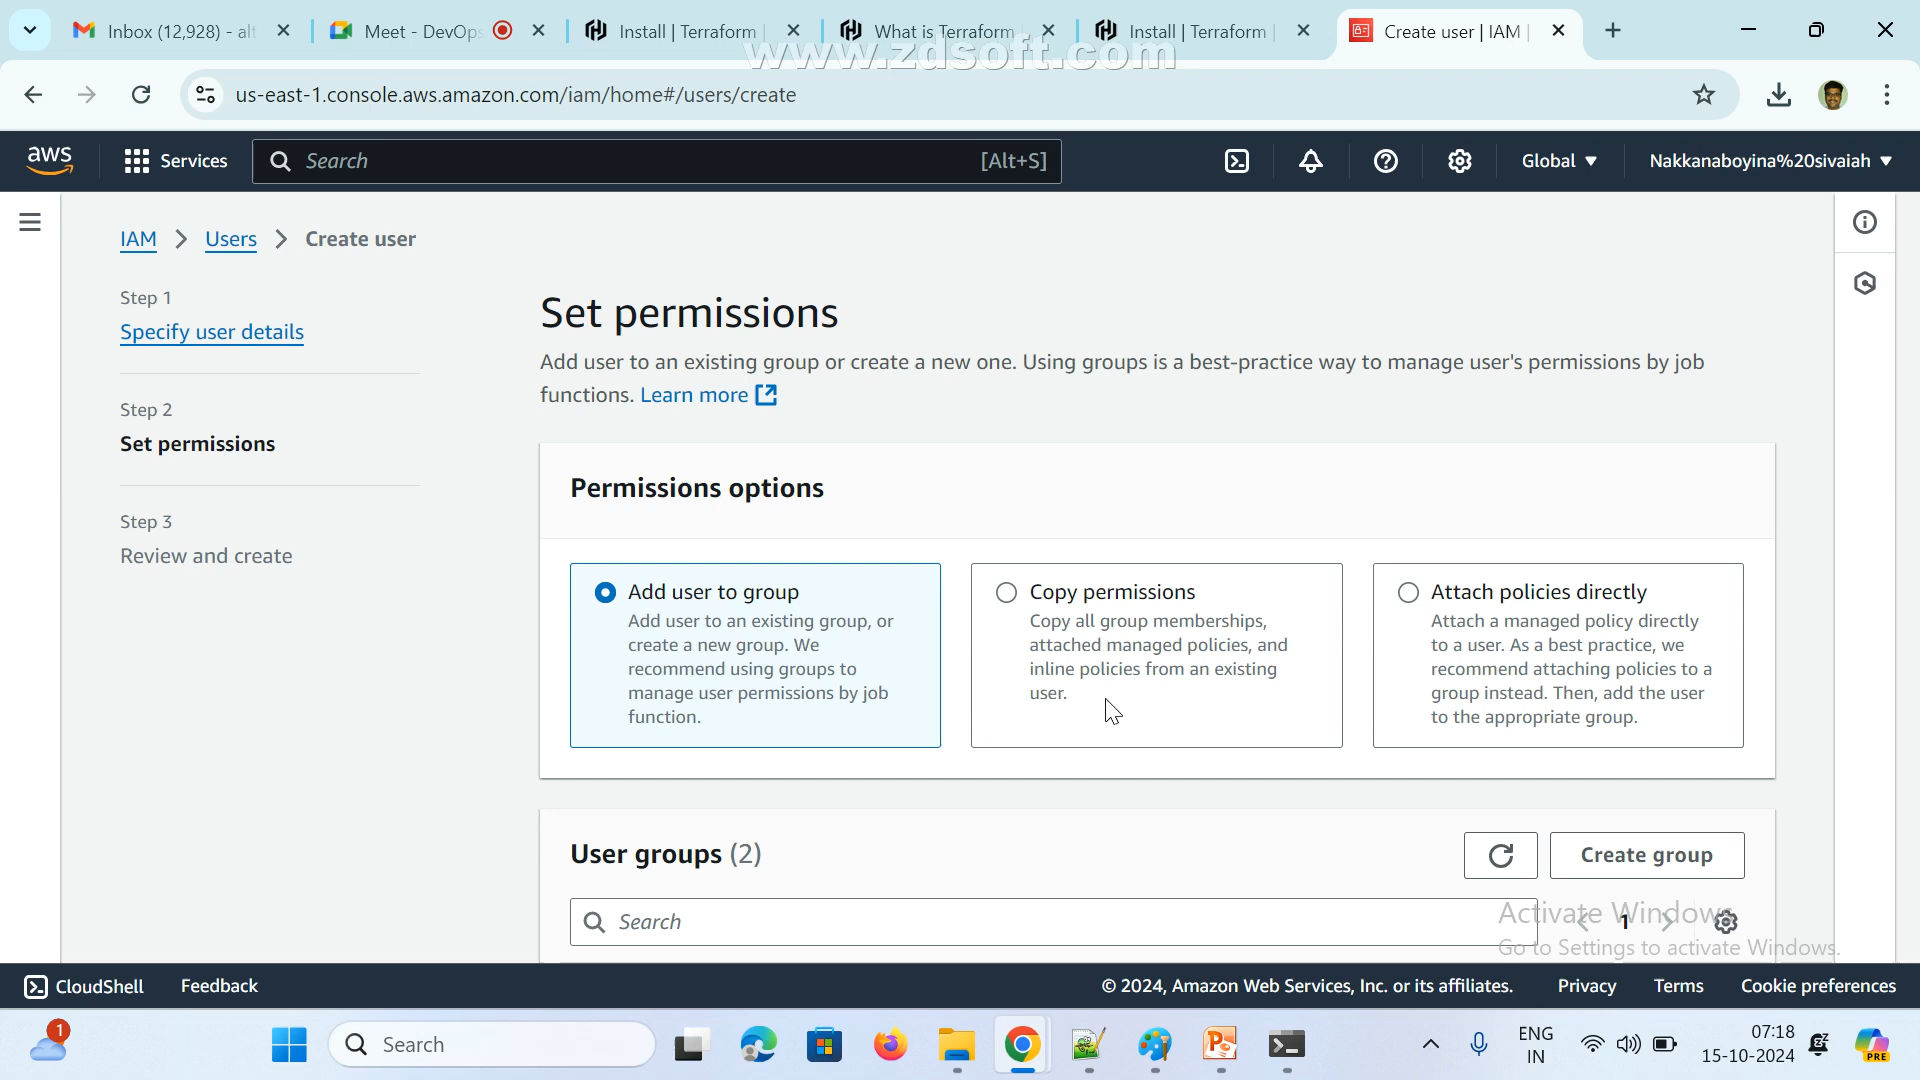 Inbox (12,928) - alt
Meet - DevOps
Install | Terraform
What is Terraform
Install | Terraform
Create user | IAM
www.zdsoft.com
us-east-1.console.aws.amazon.com/iam/home#/users/create
aws
Services
Search
[Alt+S]
Global
Nakkanaboyina%20sivaiah
IAM
Users
Create user
Step 1
Specify user details
Step 2
Set permissions
Step 3
Review and create
Set permissions
Add user to an existing group or create a new one. Using groups is a best-practice way to manage user's permissions by job
functions. Learn more
Permissions options
Add user to group
Add user to an existing group, or
create a new group. We
recommend using groups to
manage user permissions by job
function.
Copy permissions
Copy all group memberships,
attached managed policies, and
inline policies from an existing
user.
Attach policies directly
Attach a managed policy directly
to a user. As a best practice, we
recommend attaching policies to a
group instead. Then, add the user
to the appropriate group.
User groups (2)
Create group
Search
1
Activate Windows
Go to Settings to activate Windows.
CloudShell
Feedback
© 2024, Amazon Web Services, Inc. or its affiliates.
Privacy
Terms
Cookie preferences
1
Search
ENG
IN
07:18
15-10-2024
PRE